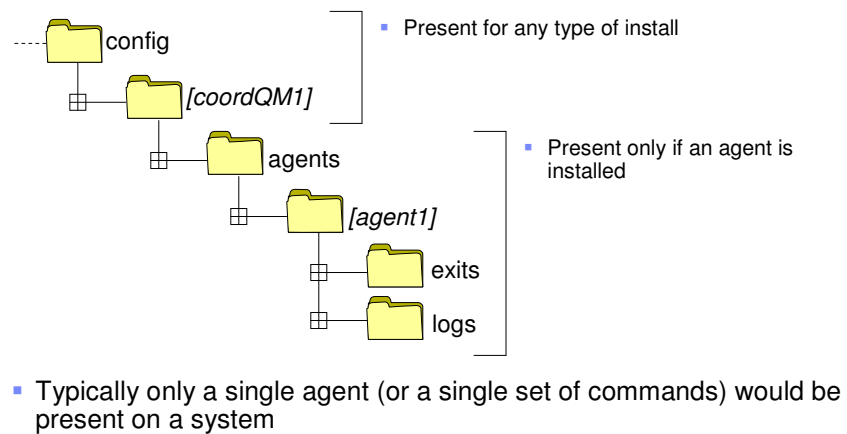 config
Present for any type of install
[coordQM1]
agents
Present only if an agent is
installed
[agent1]
exits
logs
Typically only a single agent (or a single set of commands) would be
present on a system